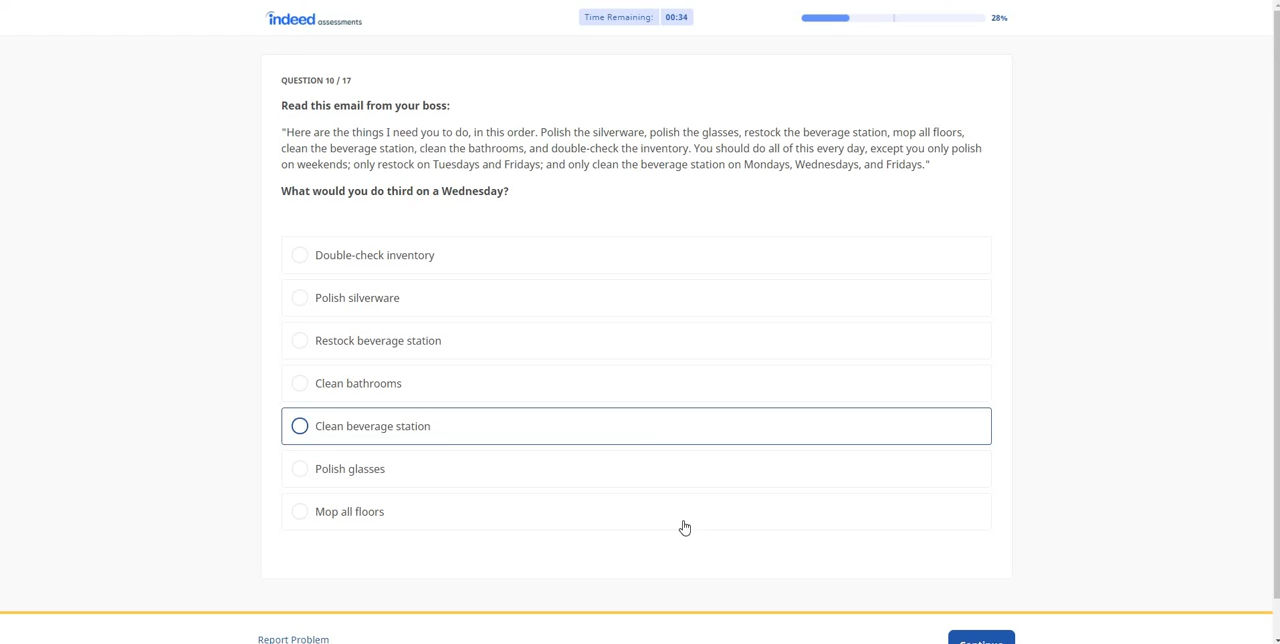 indeed assessments
Time Remaining: 00:34
28%
QUESTION 10 / 17
Read this email from your boss:
"Here are the things I need you to do, in this order. Polish the silverware, polish the glasses, restock the beverage station, mop all floors,
clean the beverage station, clean the bathrooms, and double-check the inventory. You should do all of this every day, except you only polish
on weekends; only restock on Tuesdays and Fridays; and only clean the beverage station on Mondays, Wednesdays, and Fridays."
What would you do third on a Wednesday?
Double-check inventory
Polish silverware
Restock beverage station
Clean bathrooms
Clean beverage station
Polish glasses
Mop all floors
Report Problem
Continue